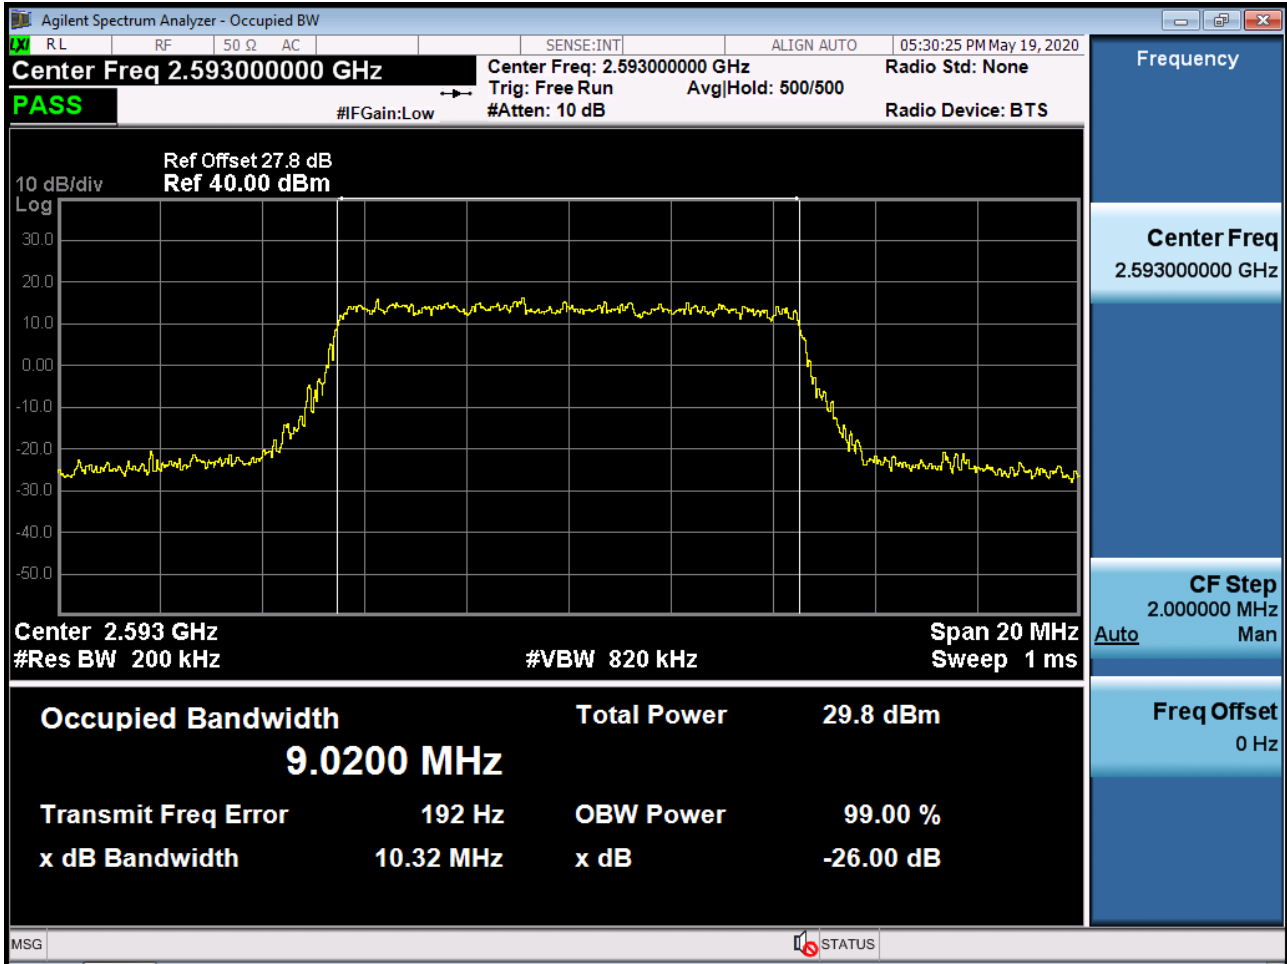 Agilent Spectrum Analyzer - Occupied BW
LXI RL RF 50 Ω AC SENSE:INT ALIGN AUTO 05:30:25 PM May 19, 2020
Center Freq 2.593000000 GHz
Center Freq: 2.593000000 GHz Radio Std: None
Trig: Free Run Avg|Hold: 500/500
PASS
#IFGain:Low #Atten: 10 dB Radio Device: BTS
Ref Offset 27.8 dB
10 dB/div Ref 40.00 dBm
Log
30.0
20.0
10.0
0.00
-10.0
-20.0
-30.0
-40.0
-50.0
Center 2.593 GHz Span 20 MHz
#Res BW 200 kHz #VBW 820 kHz Sweep 1 ms
Occupied Bandwidth Total Power 29.8 dBm
9.0200 MHz
Transmit Freq Error 192 Hz OBW Power 99.00 %
x dB Bandwidth 10.32 MHz x dB -26.00 dB
Frequency
Center Freq
2.593000000 GHz
CF Step
2.000000 MHz
Auto Man
Freq Offset
0 Hz
MSG STATUS